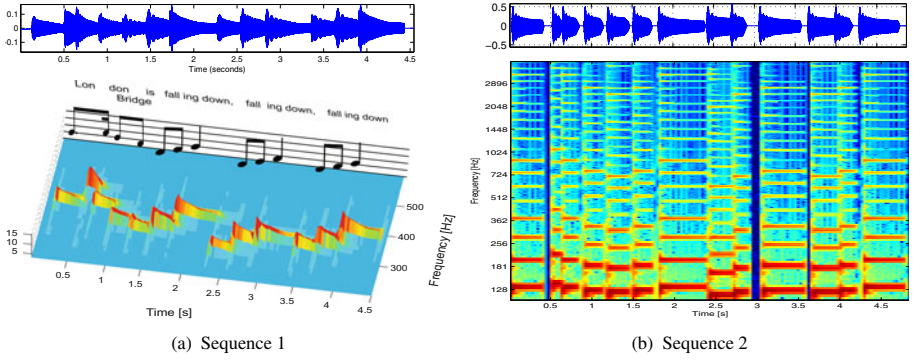 0.1
0
-0.1
0.5 1 1.5 2 2.5 3 3.5 4 4.5
Time (seconds)
Lon don is fall ing down, fall ing down, fall ing down
Bridge
15
10
5
0.5
1
1.5
2
2.5
3
3.5
4
4.5
Time [s]
500
400
300
Frequency [Hz]
(a) Sequence 1
0.5
0
-0.5
2896
2048
1448
1024
724
512
362
256
181
128
Frequency [Hz]
0.5 1 1.5 2 2.5 3 3.5 4 4.5
Time [s]
(b) Sequence 2